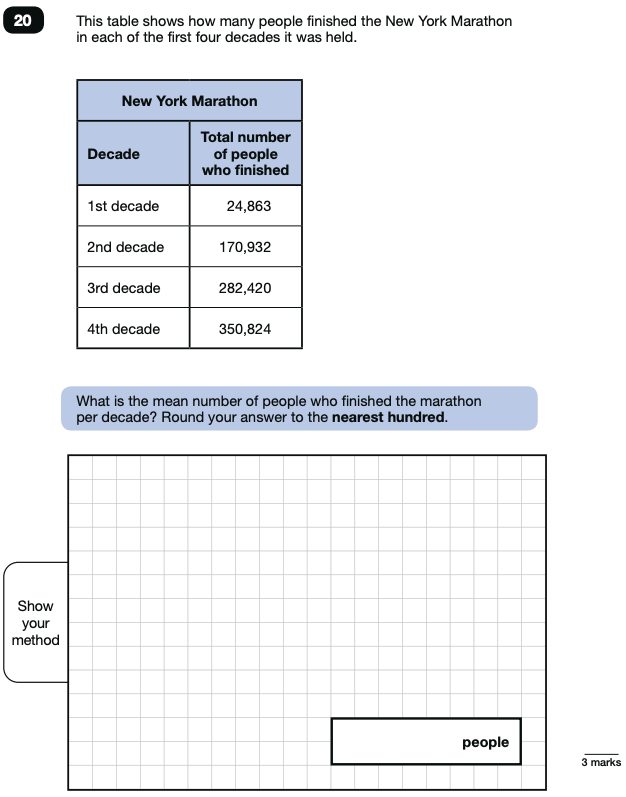 20
This table shows how many people finished the New York Marathon
in each of the first four decades it was held.
New York Marathon
Decade
Total number
of people
who finished
1st decade 24,863
2nd decade 170,932
3rd decade 282,420
4th decade 350,824
What is the mean number of people who finished the marathon
per decade? Round your answer to the nearest hundred.
Show
your
method
people
3 marks